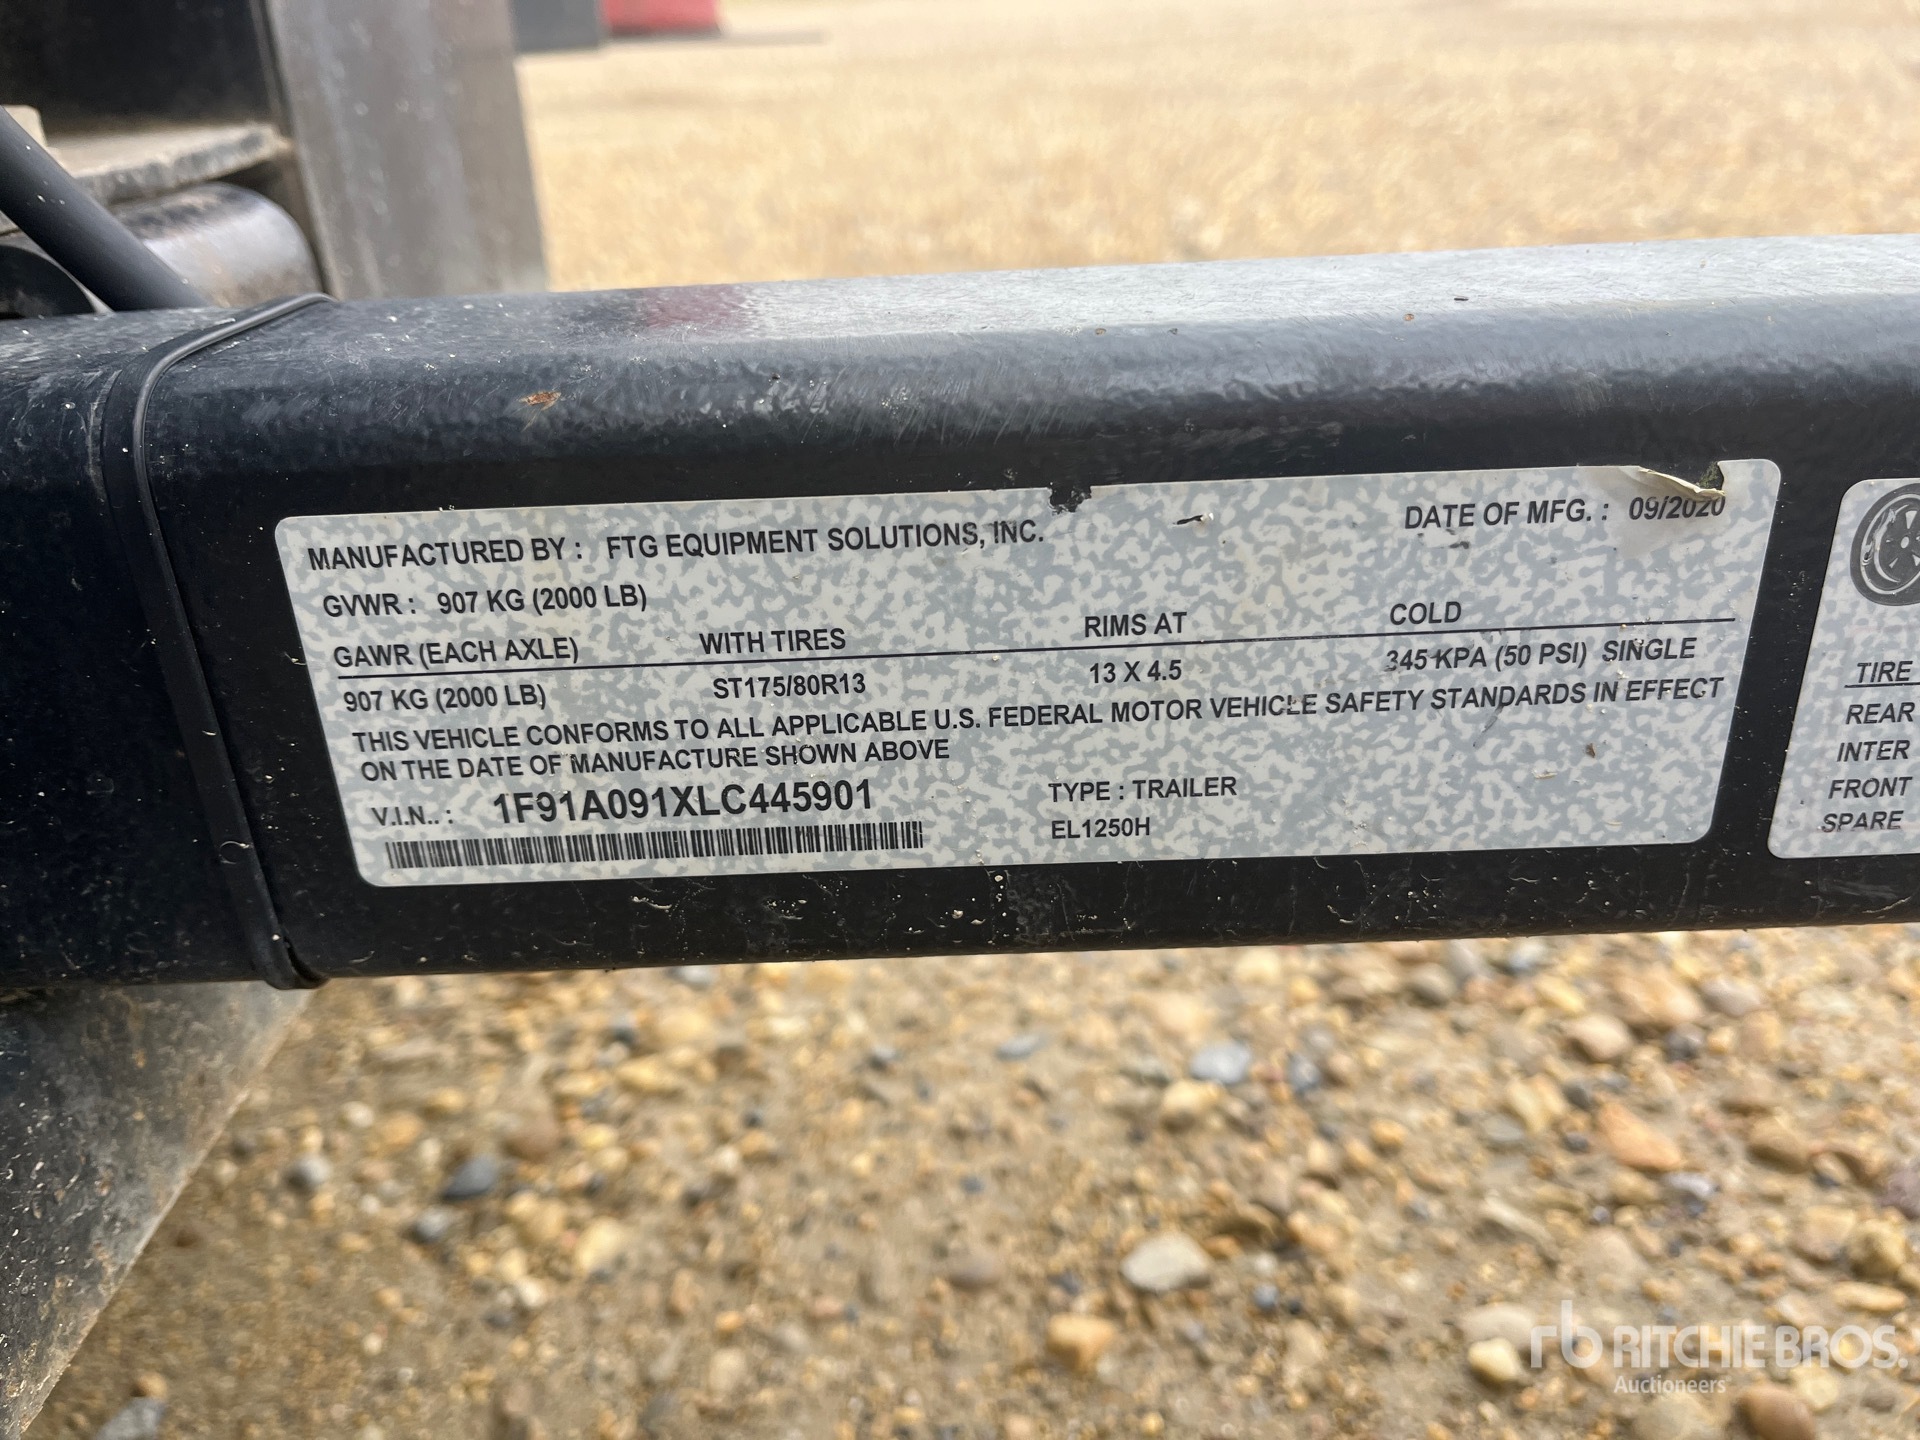 MANUFACTURED BY : FTG EQUIPMENT SOLUTIONS, INC. DATE OF MFG. : 09/2020
GVWR : 907 KG (2000 LB)
GAWR (EACH AXLE) WITH TIRES RIMS AT COLD
907 KG (2000 LB) ST175/80R13 13 X 4.5 345 KPA (50 PSI) SINGLE
THIS VEHICLE CONFORMS TO ALL APPLICABLE U.S. FEDERAL MOTOR VEHICLE SAFETY STANDARDS IN EFFECT
ON THE DATE OF MANUFACTURE SHOWN ABOVE
V.I.N.. : 1F91A091XLC445901 TYPE : TRAILER
EL1250H
TIRE
REAR
INTER
FRONT
SPARE
rb RITCHIE BROS.
Auctioneers